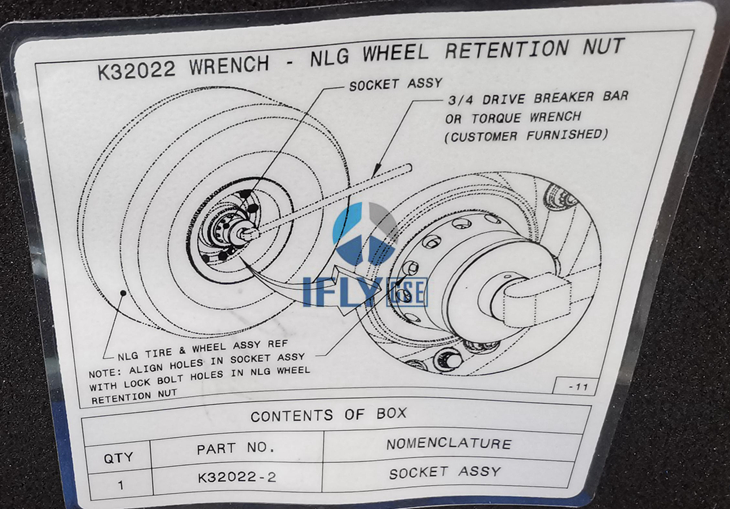 K32022 WRENCH - NLG WHEEL RETENTION NUT
SOCKET ASSY
3/4 DRIVE BREAKER BAR
OR TORQUE WRENCH
(CUSTOMER FURNISHED)
IFLY GSE
NLG TIRE & WHEEL ASSY REF
NOTE: ALIGN HOLES IN SOCKET ASSY
WITH LOCK BOLT HOLES IN NLG WHEEL
RETENTION NUT
-11
CONTENTS OF BOX
QTY PART NO. NOMENCLATURE
1 K32022-2 SOCKET ASSY